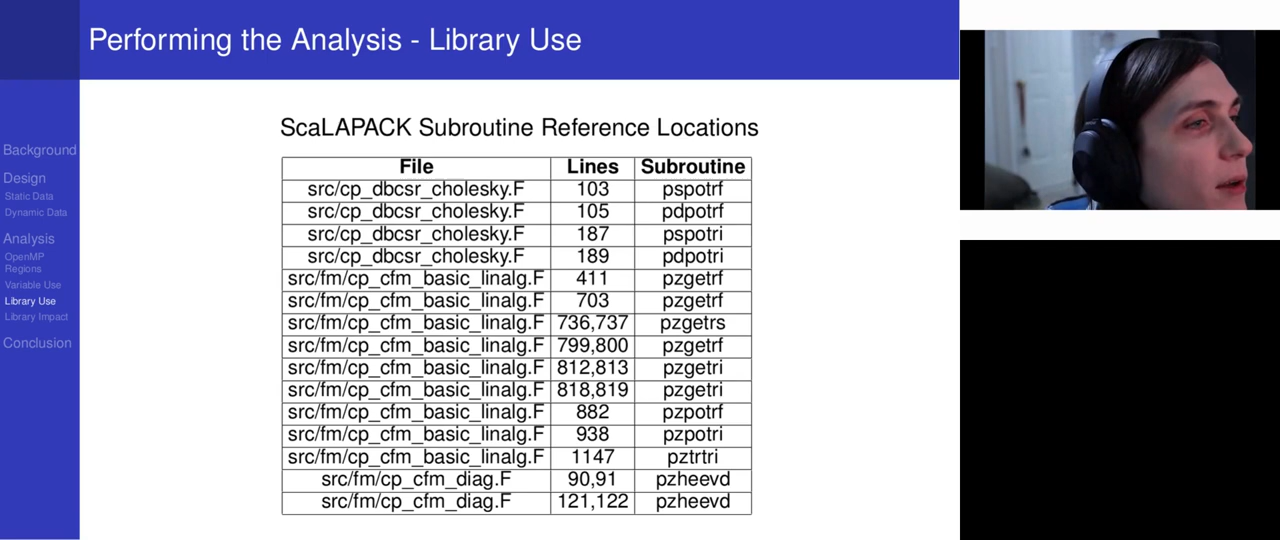 Performing the Analysis - Library Use
Background
Design
Static Data
Dynamic Data
Analysis
OpenMP
Regions
Variable Use
Library Use
Library Impact
Conclusion
ScaLAPACK Subroutine Reference Locations
File Lines Subroutine
src/cp_dbcsr_cholesky.F 103 pspotrf
src/cp_dbcsr_cholesky.F 105 pdpotrf
src/cp_dbcsr_cholesky.F 187 pspotri
src/cp_dbcsr_cholesky.F 189 pdpotri
src/fm/cp_cfm_basic_linalg.F 411 pzgetrf
src/fm/cp_cfm_basic_linalg.F 703 pzgetrf
src/fm/cp_cfm_basic_linalg.F 736,737 pzgetrs
src/fm/cp_cfm_basic_linalg.F 799,800 pzgetrf
src/fm/cp_cfm_basic_linalg.F 812,813 pzgetri
src/fm/cp_cfm_basic_linalg.F 818,819 pzgetri
src/fm/cp_cfm_basic_linalg.F 882 pzpotrf
src/fm/cp_cfm_basic_linalg.F 938 pzpotri
src/fm/cp_cfm_basic_linalg.F 1147 pztrtri
src/fm/cp_cfm_diag.F 90,91 pzheevd
src/fm/cp_cfm_diag.F 121,122 pzheevd